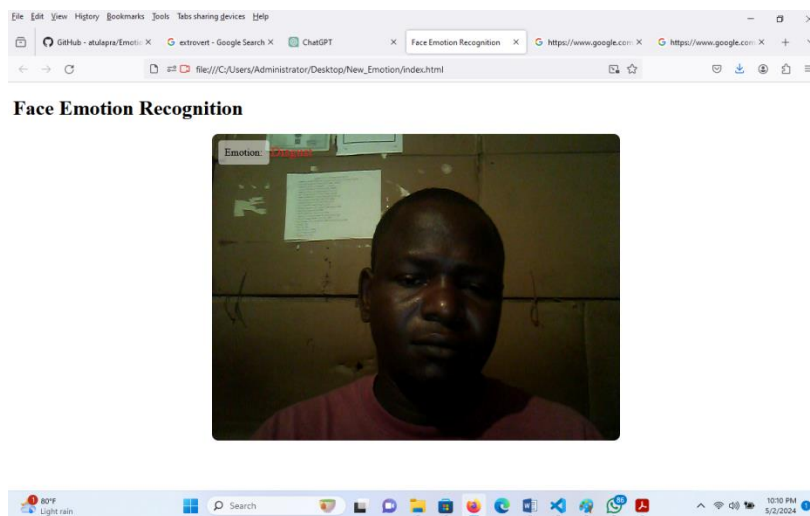 File Edit View History Bookmarks Tools Tabs sharing devices Help
GitHub - atulapra/Emotic extrovert - Google Search ChatGPT Face Emotion Recognition https://www.google.com https://www.google.com
file:///C:/Users/Administrator/Desktop/New_Emotion/index.html
Face Emotion Recognition
Emotion: Disgust
80°F
Light rain
Search
86
10:10 PM
5/2/2024